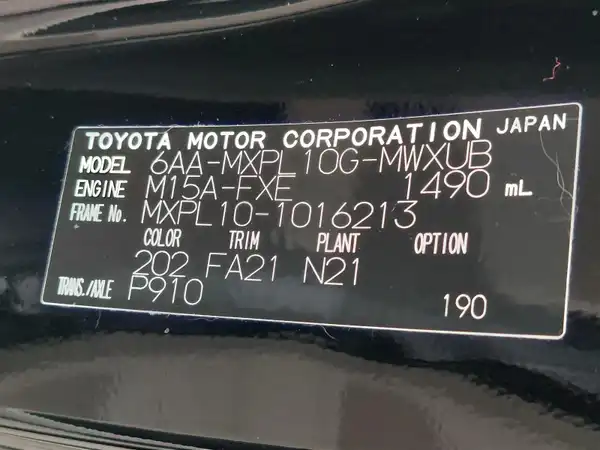 TOYOTA MOTOR CORPORATION JAPAN
MODEL 6AA-MXPL10G-MWXUB
ENGINE M15A-FXE 1490 mL
FRAME No. MXPL10-1016213
COLOR TRIM PLANT OPTION
202 FA21 N21
TRANS./AXLE P910 190